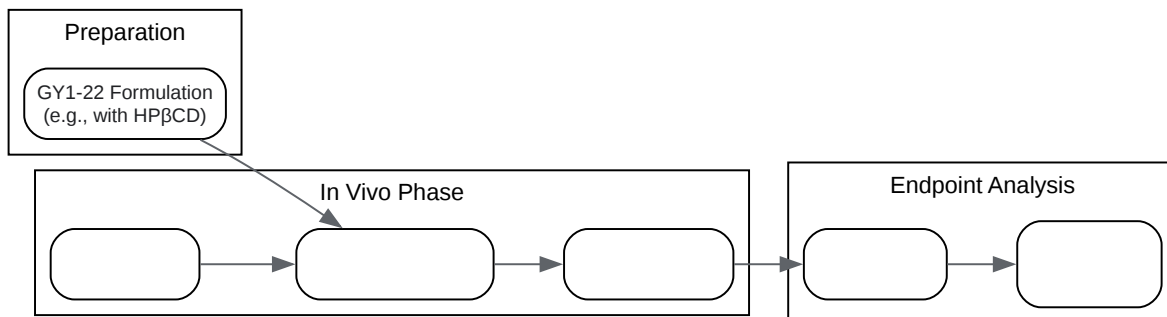 Preparation
GY1-22 Formulation
(e.g., with HPβCD)
In Vivo Phase
Endpoint Analysis